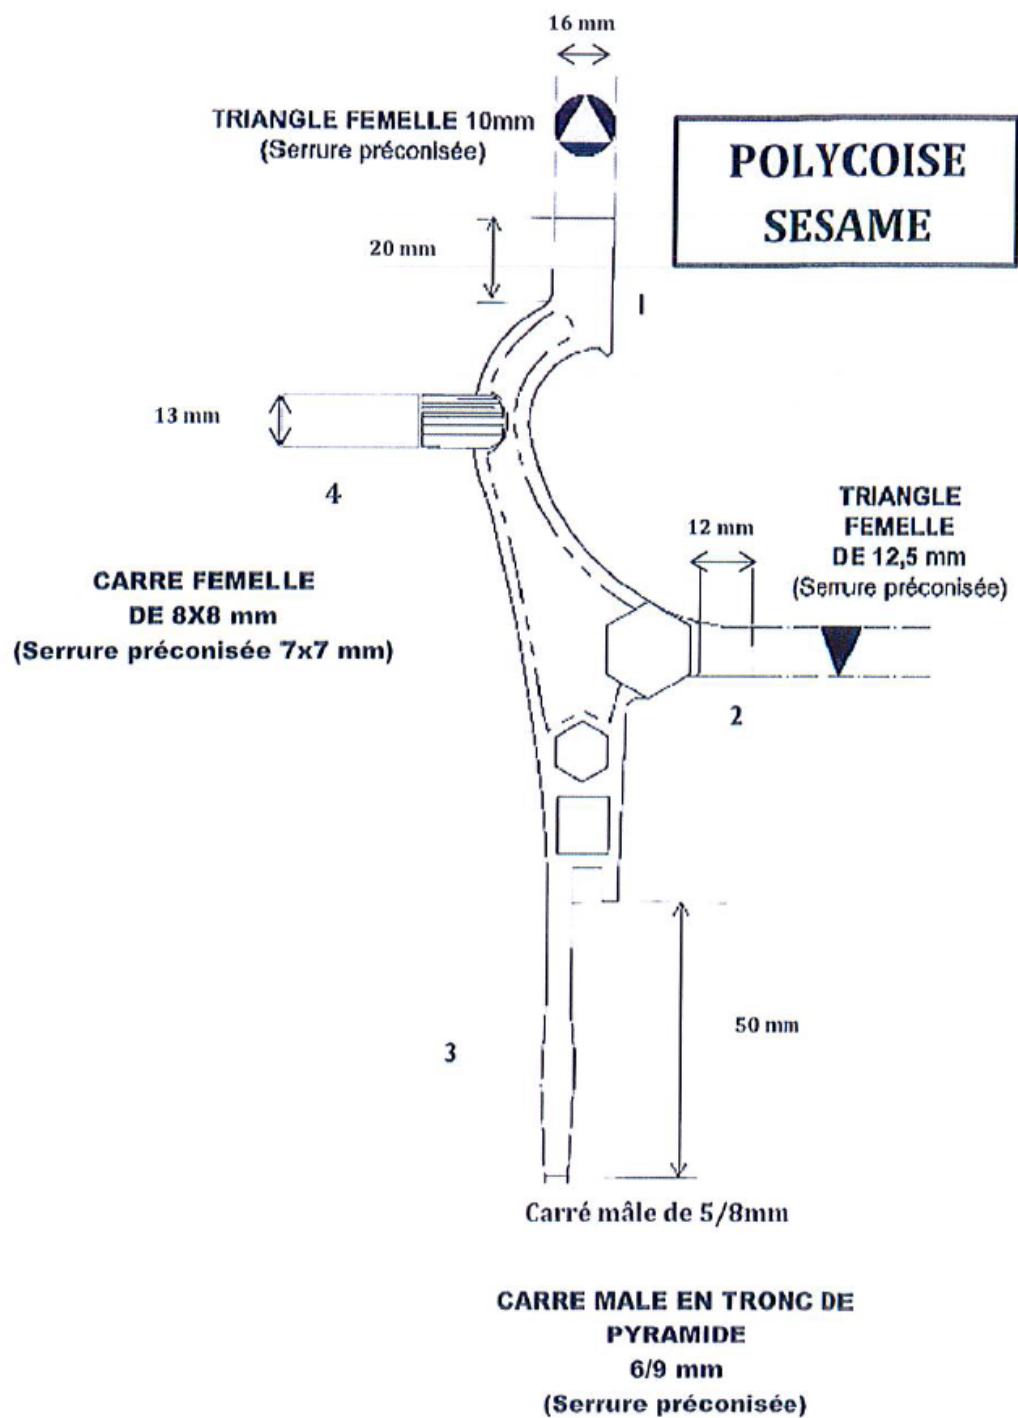 16 mm
TRIANGLE FEMELLE 10mm
(Serrure préconisée)
POLYCOISE
SESAME
20 mm
1
13 mm
4
TRIANGLE
FEMELLE
DE 12,5 mm
(Serrure préconisée)
12 mm
CARRE FEMELLE
DE 8X8 mm
(Serrure préconisée 7x7 mm)
2
50 mm
3
Carré mâle de 5/8mm
CARRE MALE EN TRONC DE
PYRAMIDE
6/9 mm
(Serrure préconisée)